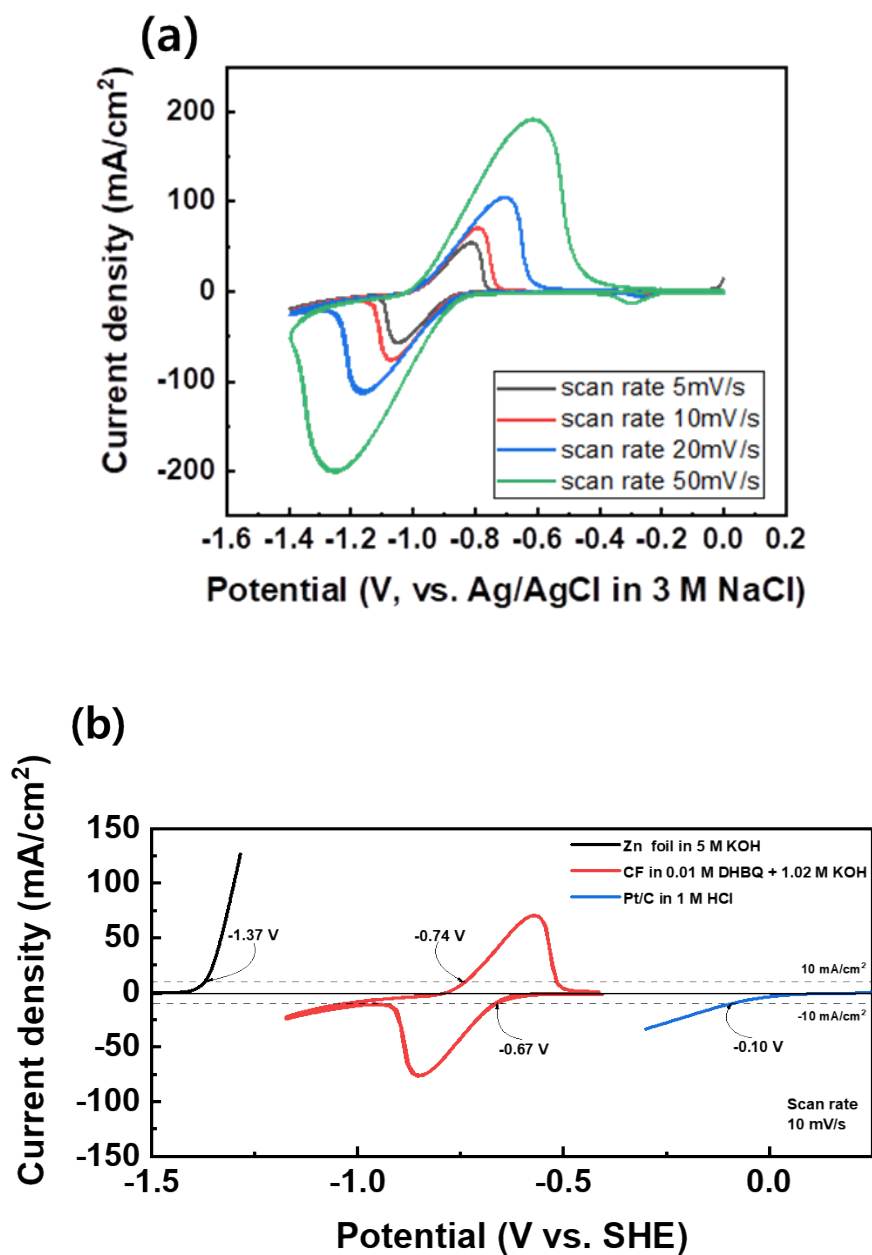 (a)
Current density (mA/cm²)
200
100
0
-100
-200
scan rate 5mV/s
scan rate 10mV/s
scan rate 20mV/s
scan rate 50mV/s
-1.6 -1.4 -1.2 -1.0 -0.8 -0.6 -0.4 -0.2 0.0 0.2
Potential (V, vs. Ag/AgCl in 3 M NaCl)
(b)
Current density (mA/cm²)
150
100
50
0
-50
-100
-150
Zn foil in 5 M KOH
CF in 0.01 M DHBQ + 1.02 M KOH
Pt/C in 1 M HCl
-1.37 V
-0.74 V
10 mA/cm²
-10 mA/cm²
-0.67 V
-0.10 V
Scan rate
10 mV/s
-1.5 -1.0 -0.5 0.0
Potential (V vs. SHE)